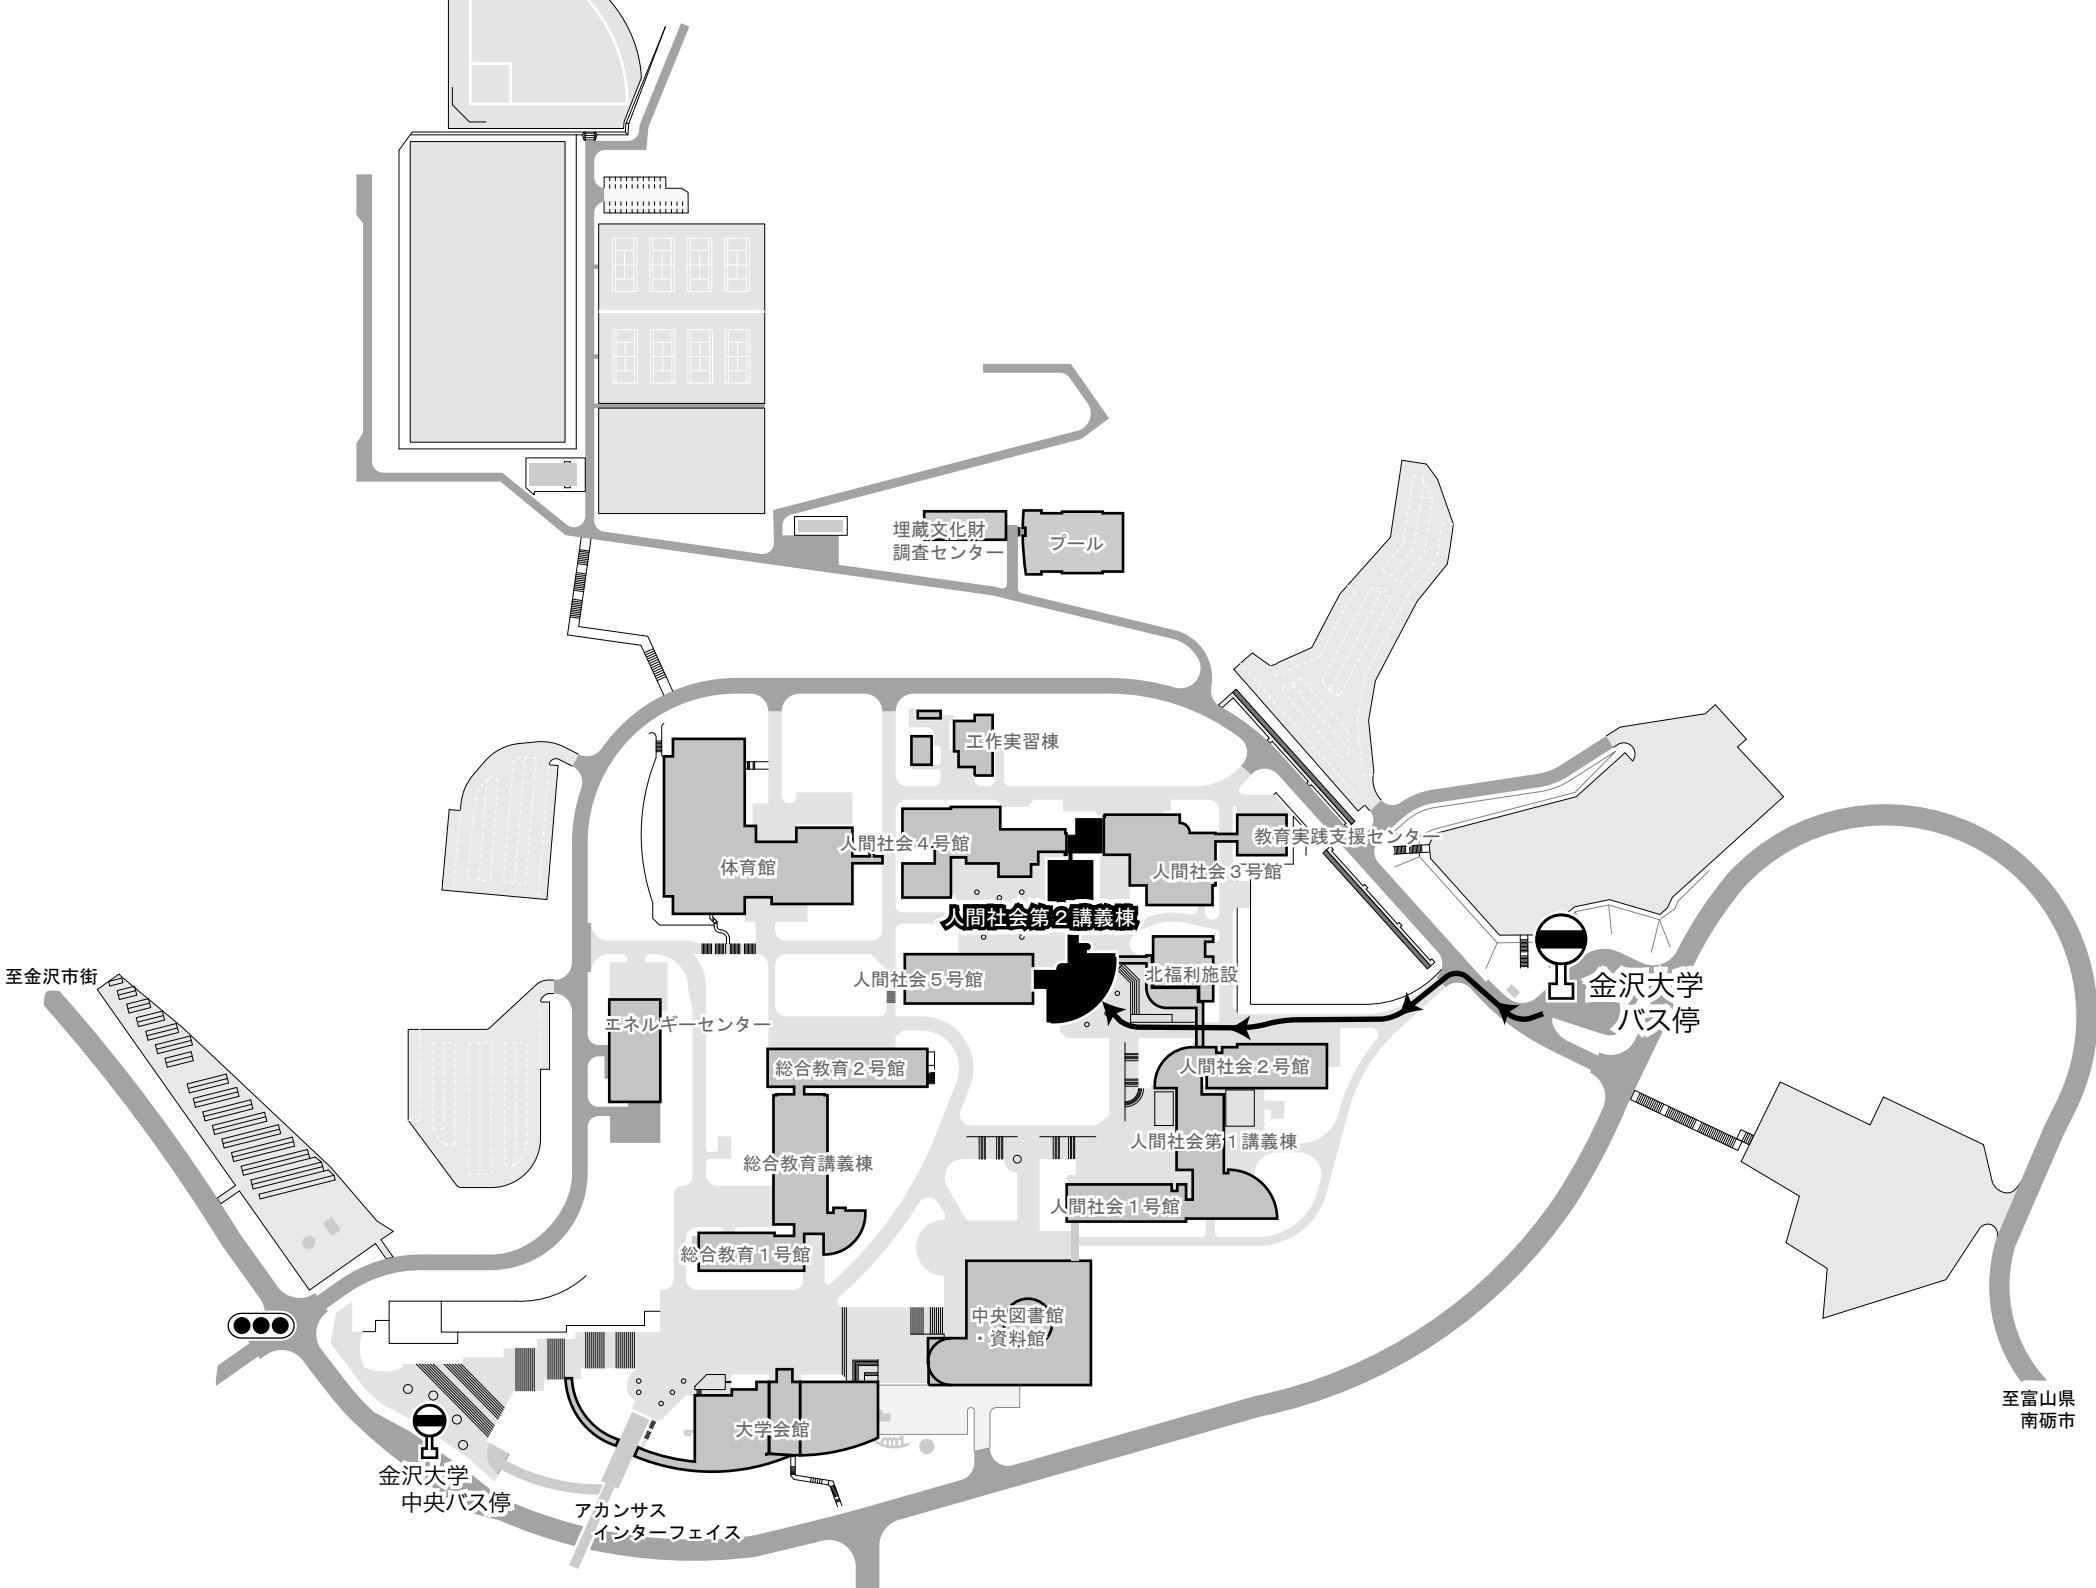 埋蔵文化財
調査センター
プール
工作実習棟
教育実践支援センター
人間社会４号館
体育館
人間社会３号館
人間社会第２講義棟
北福利施設
人間社会５号館
至金沢市街
金沢大学
バス停
エネルギーセンター
総合教育２号館
人間社会２号館
人間社会第１講義棟
総合教育講義棟
人間社会１号館
総合教育１号館
中央図書館
・資料館
至富山県
南砺市
大学会館
金沢大学
中央バス停
アカンサス
インターフェイス